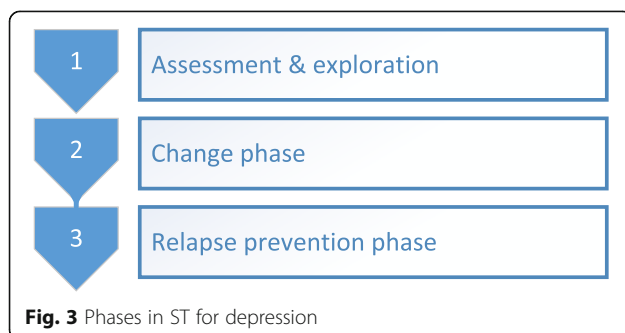 1 Assessment & exploration
2 Change phase
3 Relapse prevention phase
Fig. 3 Phases in ST for depression